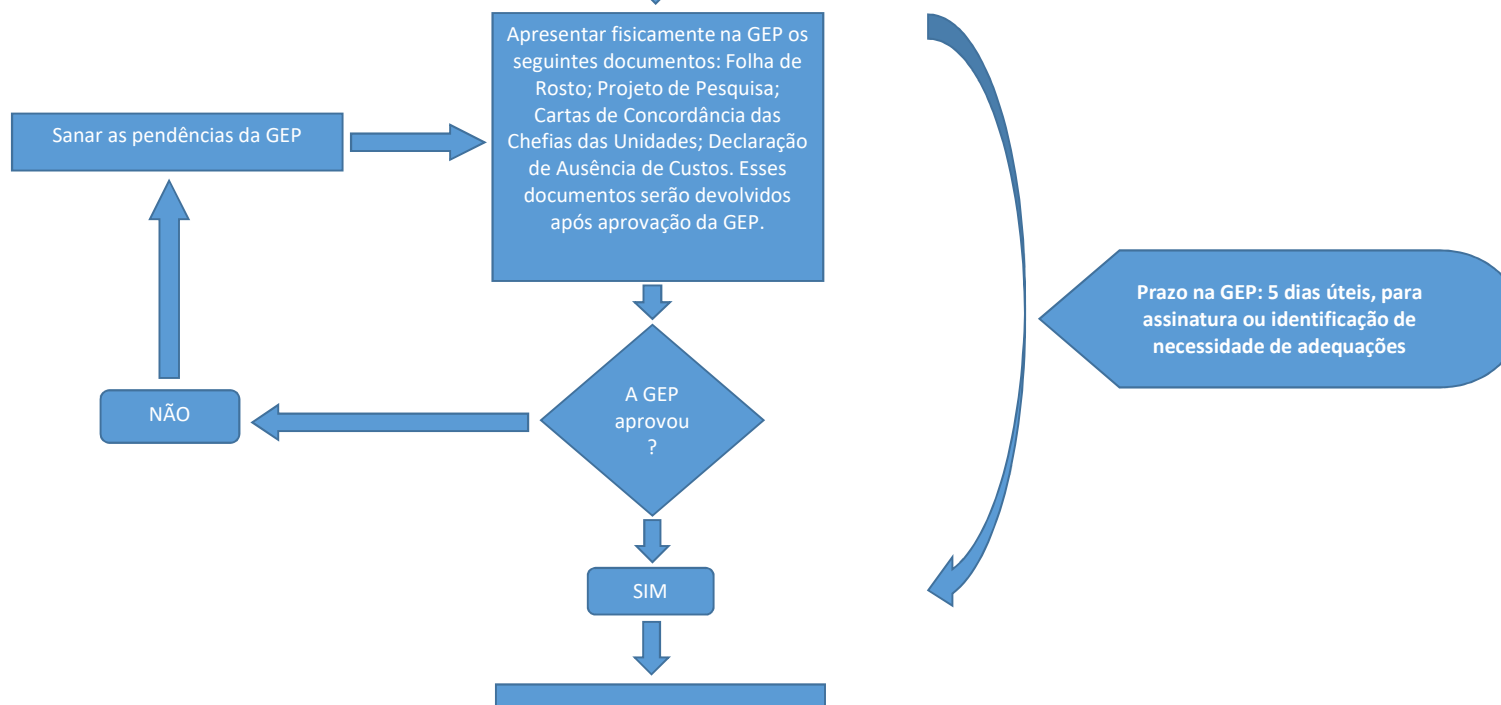 Apresentar fisicamente na GEP os
seguintes documentos: Folha de
Rosto; Projeto de Pesquisa;
Cartas de Concordância das
Chefias das Unidades; Declaração
de Ausência de Custos. Esses
documentos serão devolvidos
após aprovação da GEP.
Sanar as pendências da GEP
Prazo na GEP: 5 dias úteis, para
assinatura ou identificação de
necessidade de adequações
A GEP
aprovou
?
NÃO
SIM